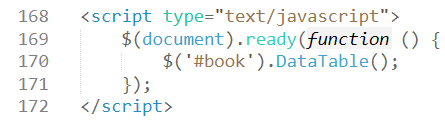 168 <script type="text/javascript">
169     $(document).ready(function () {
170         $('#book').DataTable();
171     });
172 </script>